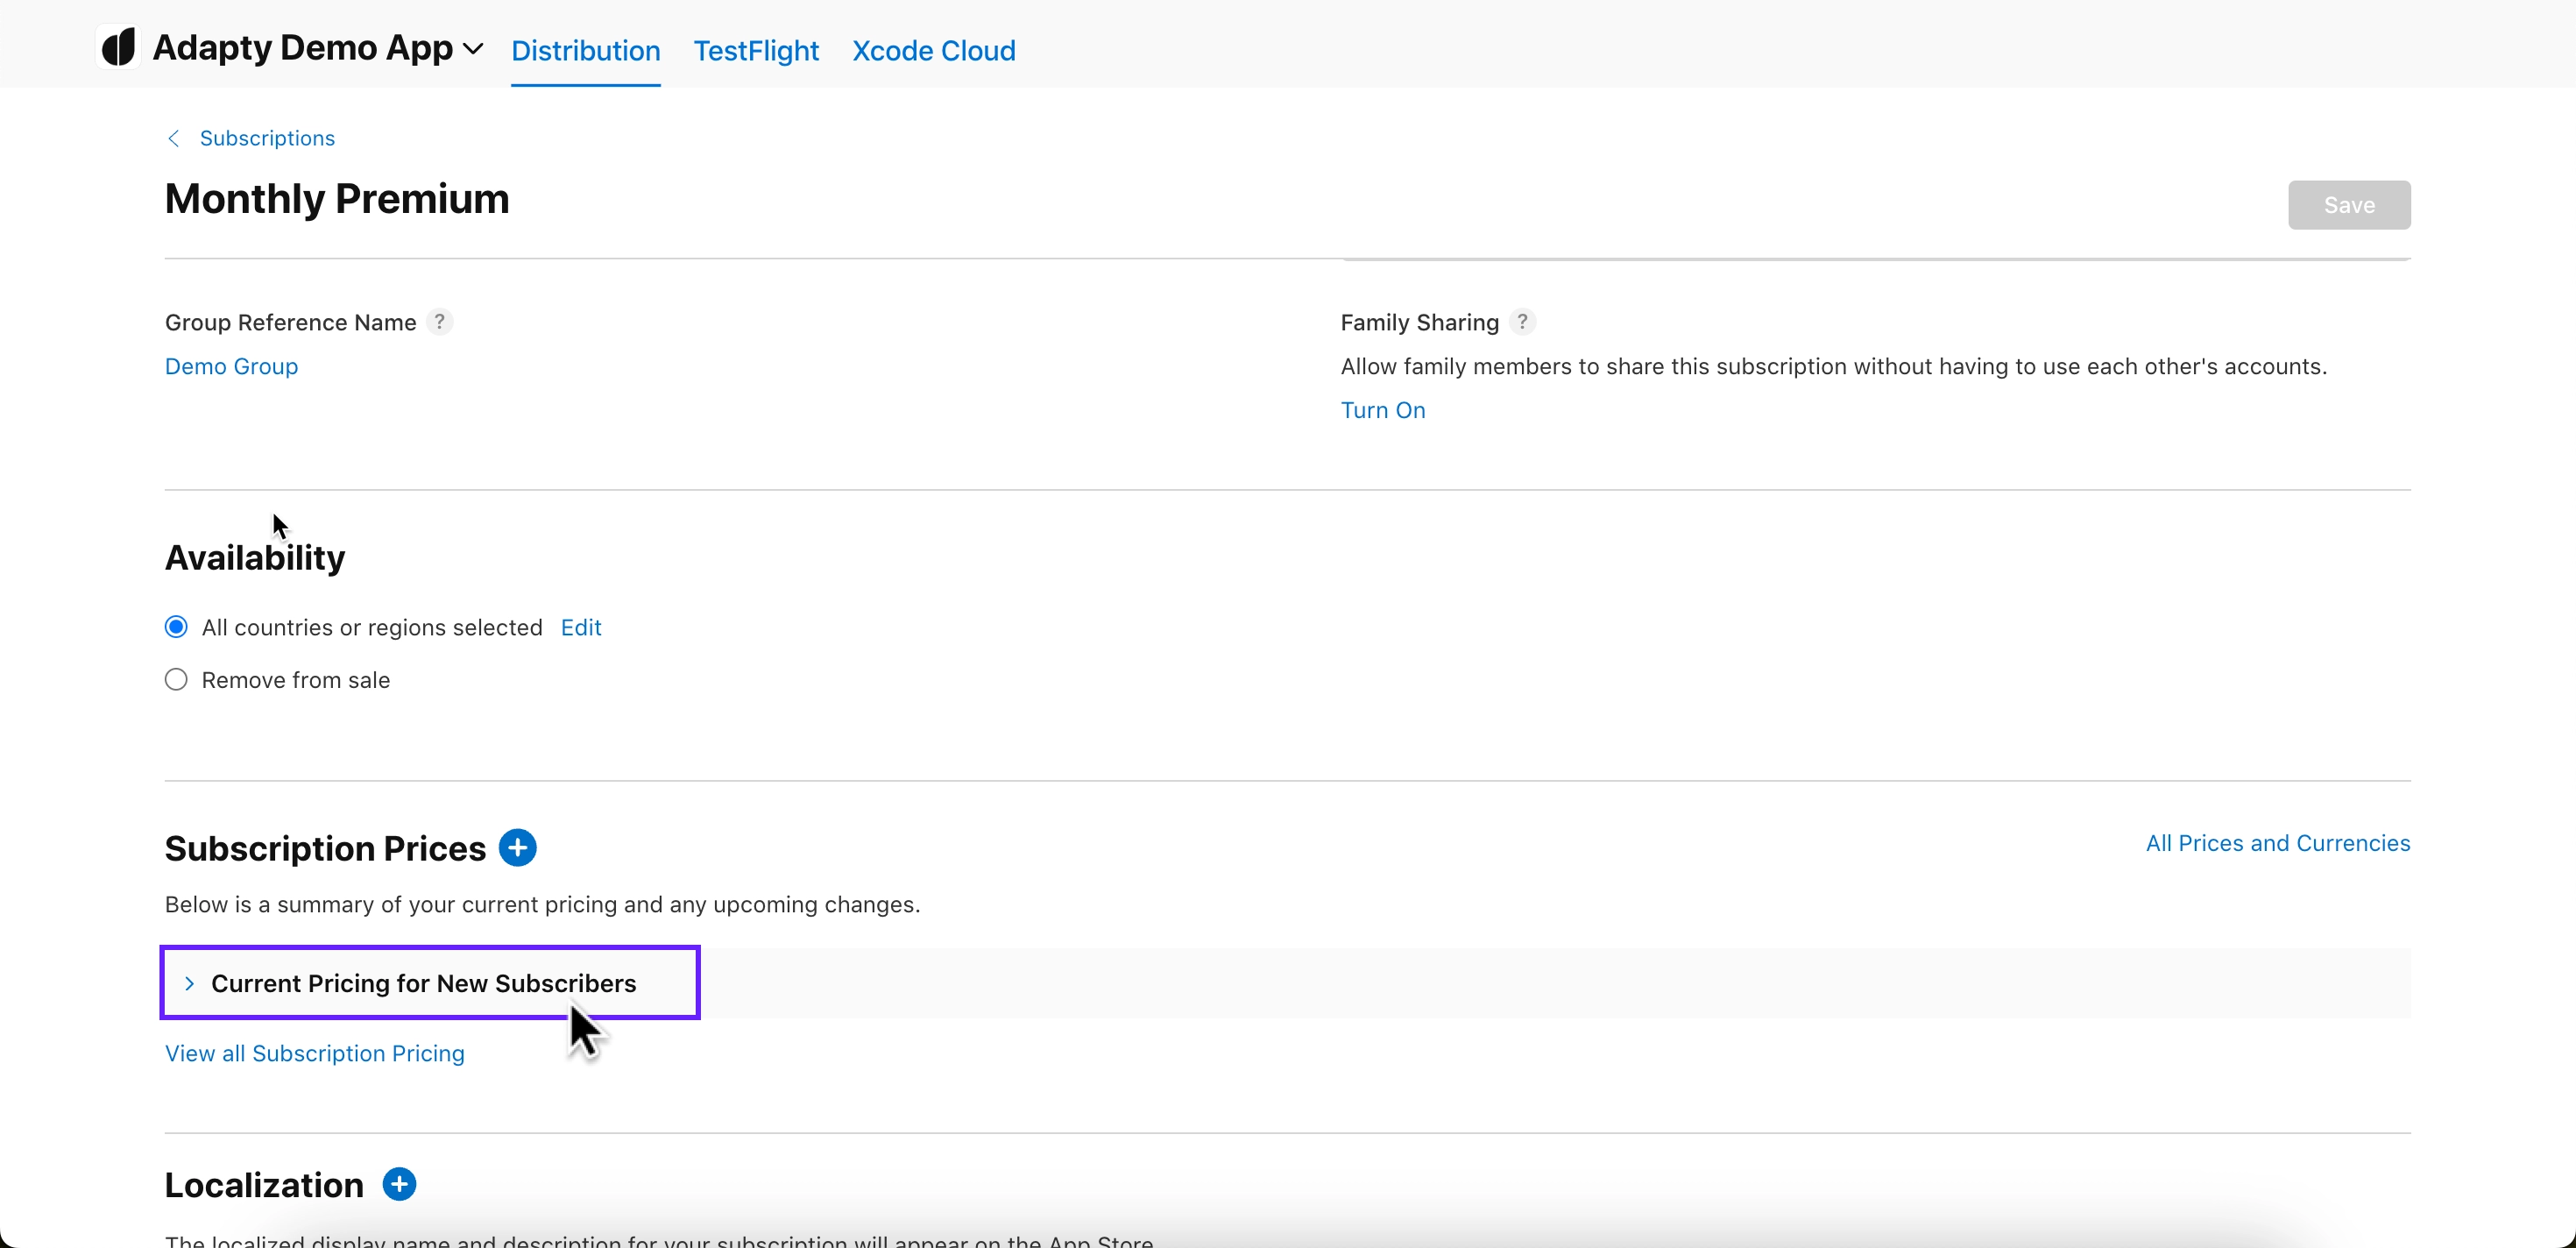 Adapty Demo App Distribution TestFlight Xcode Cloud
Subscriptions
Monthly Premium
Save
Group Reference Name ?
Demo Group
Family Sharing ?
Allow family members to share this subscription without having to use each other's accounts.
Turn On
Availability
All countries or regions selected Edit
Remove from sale
Subscription Prices
All Prices and Currencies
Below is a summary of your current pricing and any upcoming changes.
Current Pricing for New Subscribers
View all Subscription Pricing
Localization
The localized display name and description for your subscription will appear on the App Store